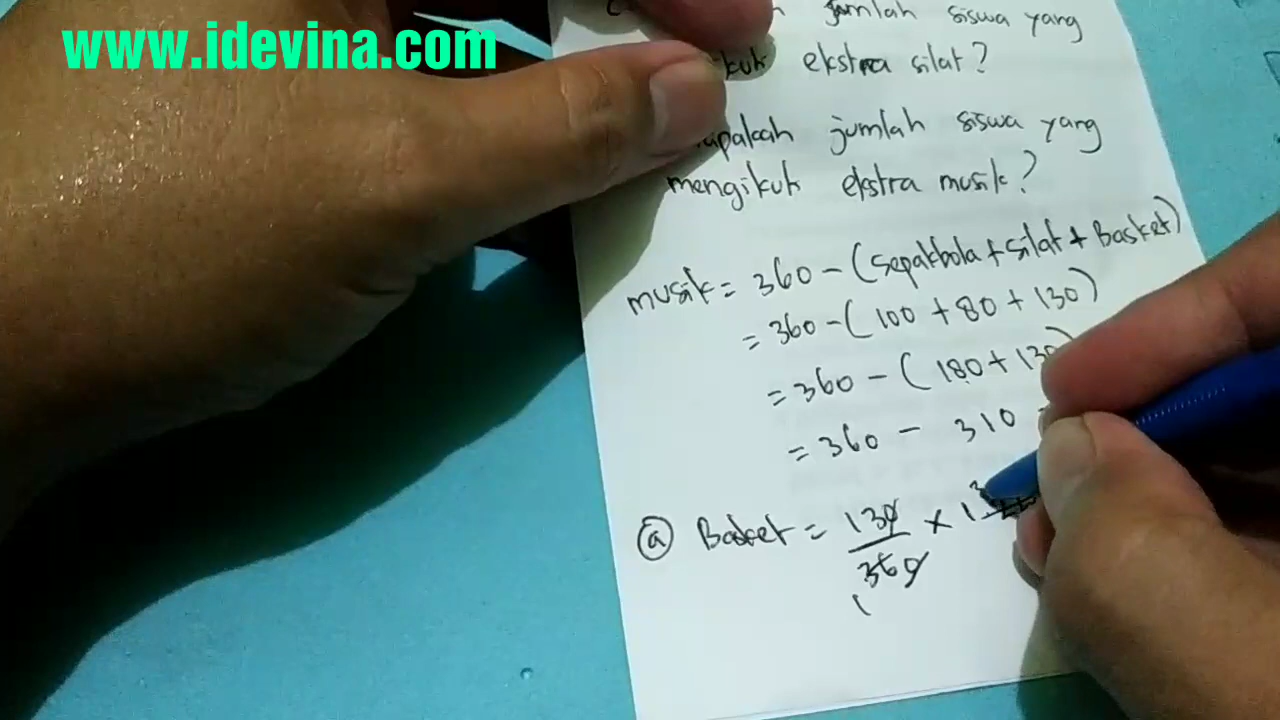 www.idevina.com
jumlah siswa yang
ekstra silat?
jumlah siswa yang
mengikuti ekstra musik?
musik = 360 - (Sepakbola + Silat + Basket)
= 360 - (100 + 80 + 130)
= 360 - (180 + 130)
= 360 - 310
(a) Basket = 130/360 ×